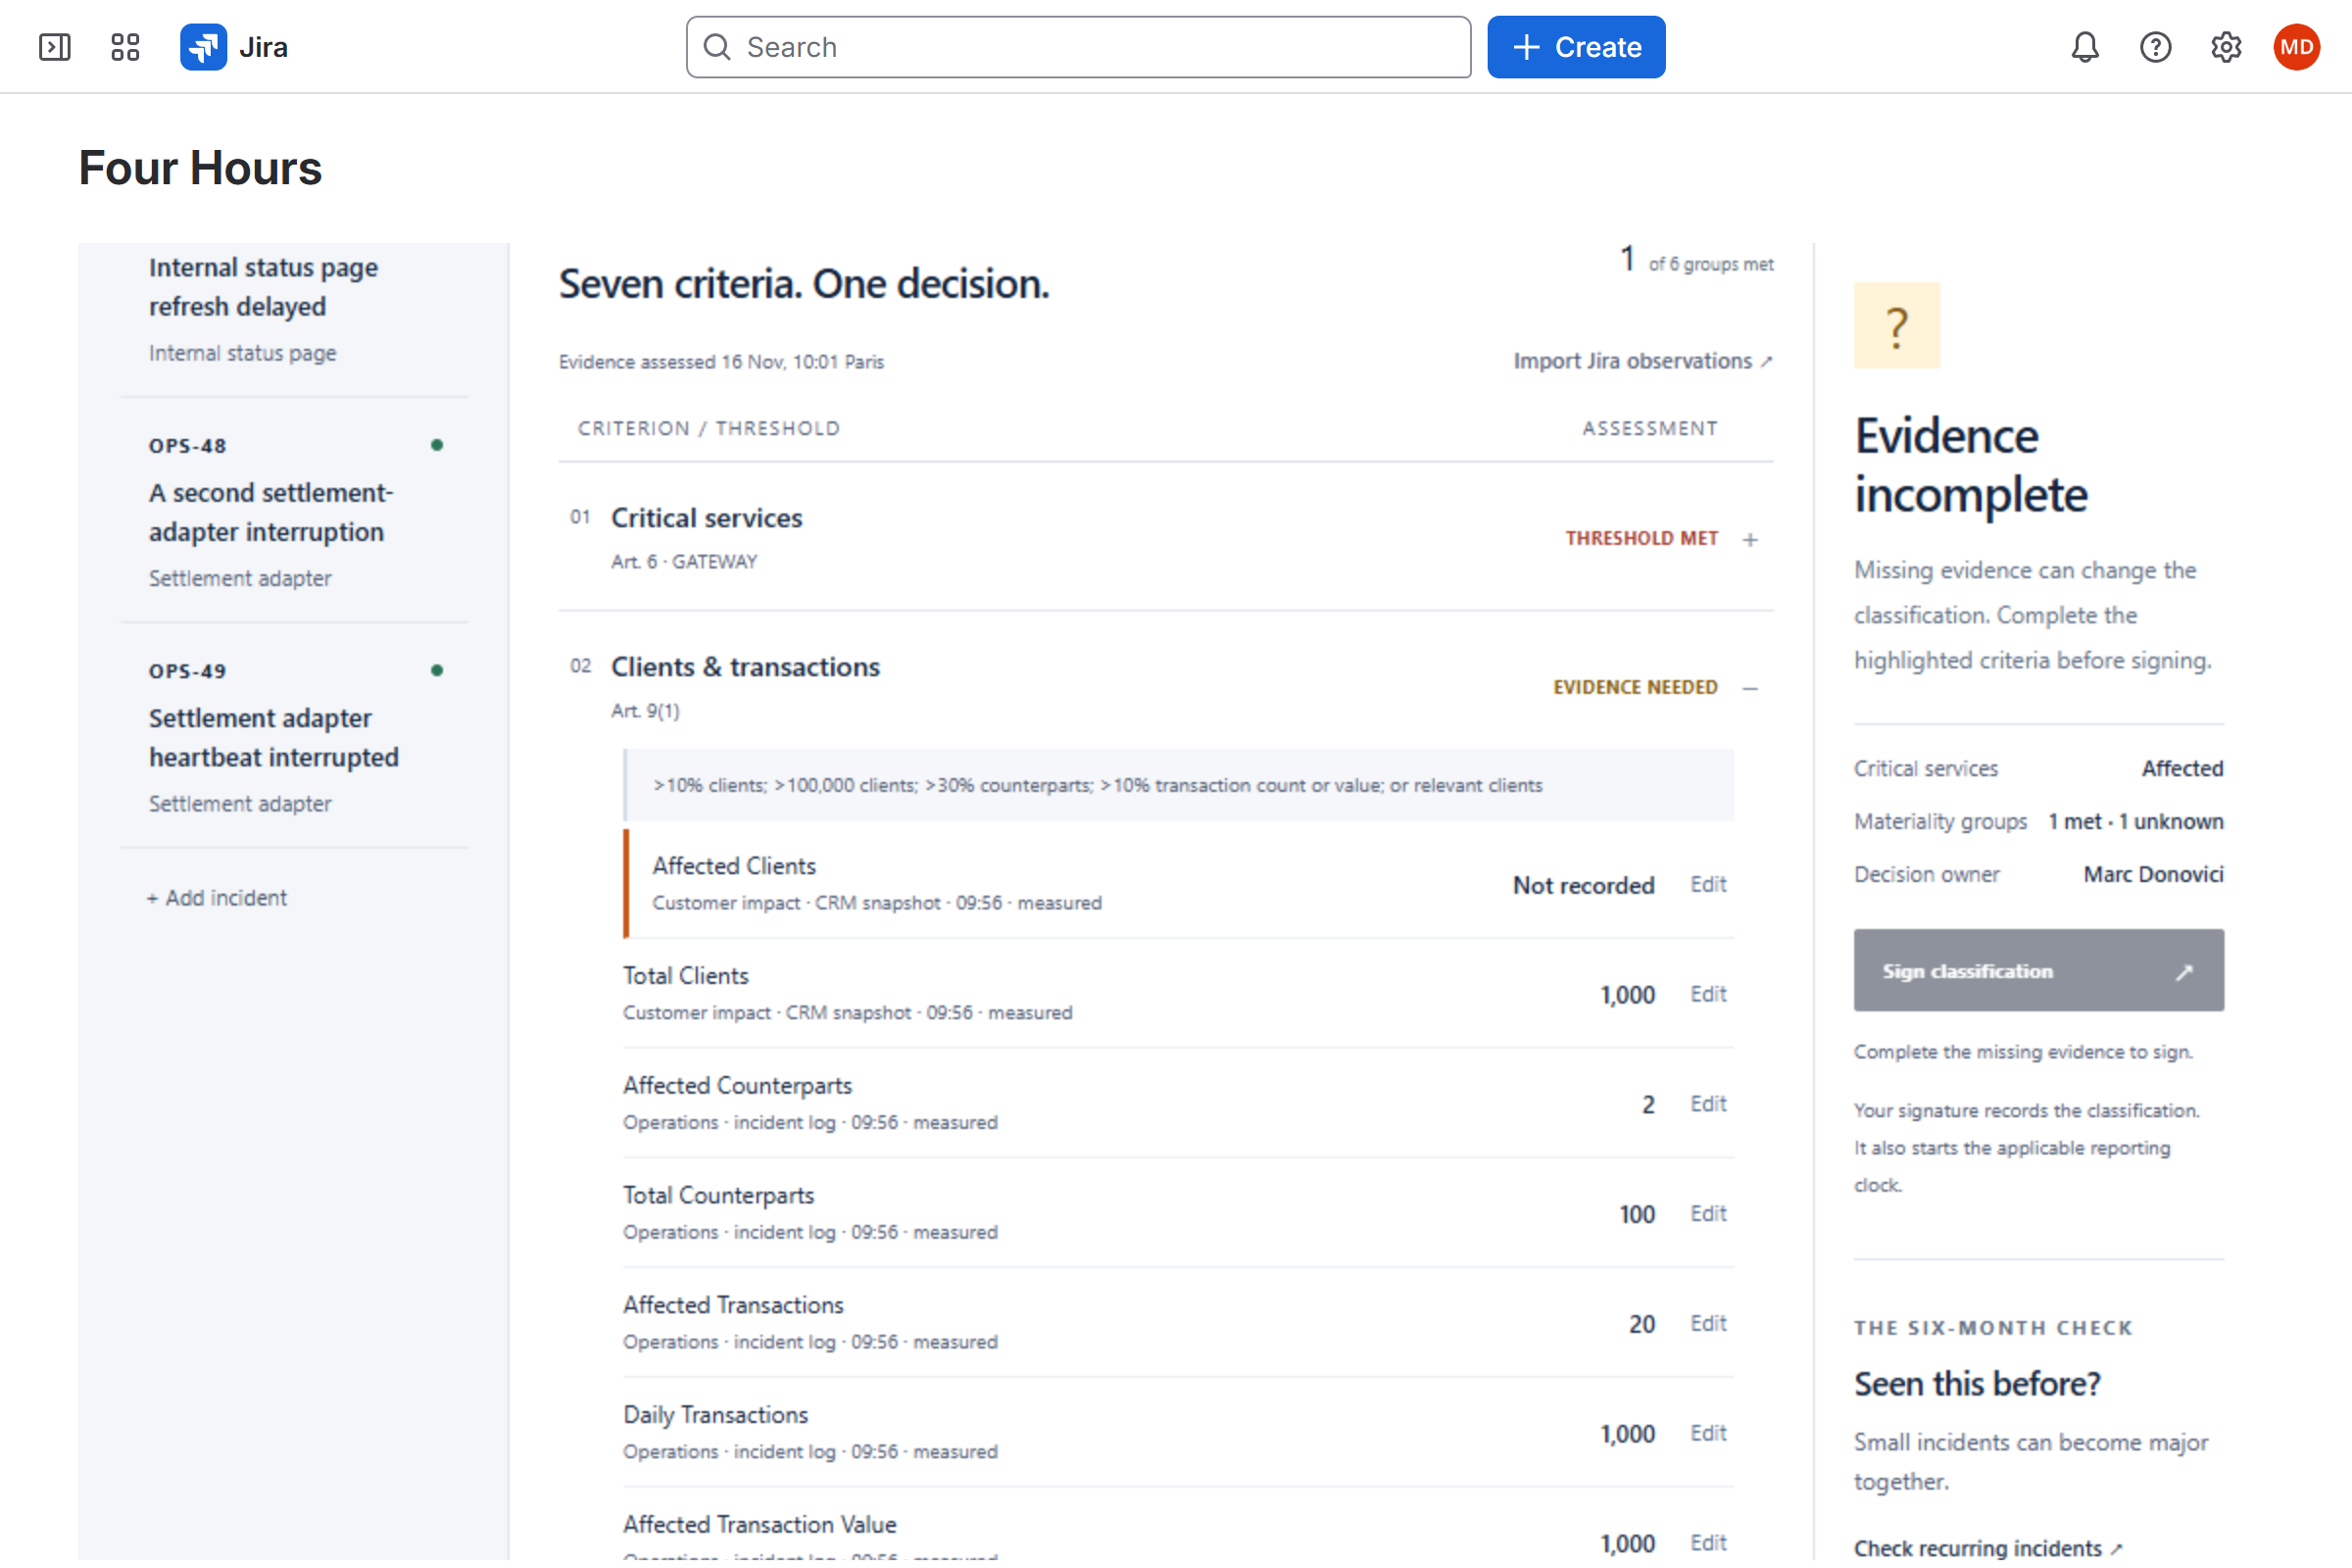 Jira
Search
Create
MD
Four Hours
Internal status page
refresh delayed
Internal status page
OPS-48
A second settlement-
adapter interruption
Settlement adapter
OPS-49
Settlement adapter
heartbeat interrupted
Settlement adapter
+ Add incident
Seven criteria. One decision.
1 of 6 groups met
Evidence assessed 16 Nov, 10:01 Paris
Import Jira observations ↗
CRITERION / THRESHOLD
ASSESSMENT
01 Critical services
Art. 6 · GATEWAY
THRESHOLD MET +
02 Clients & transactions
Art. 9(1)
EVIDENCE NEEDED −
>10% clients; >100,000 clients; >30% counterparts; >10% transaction count or value; or relevant clients
Affected Clients
Customer impact · CRM snapshot · 09:56 · measured
Not recorded Edit
Total Clients
Customer impact · CRM snapshot · 09:56 · measured
1,000 Edit
Affected Counterparts
Operations · incident log · 09:56 · measured
2 Edit
Total Counterparts
Operations · incident log · 09:56 · measured
100 Edit
Affected Transactions
Operations · incident log · 09:56 · measured
20 Edit
Daily Transactions
Operations · incident log · 09:56 · measured
1,000 Edit
Affected Transaction Value
1,000 Edit
?
Evidence
incomplete
Missing evidence can change the
classification. Complete the
highlighted criteria before signing.
Critical services Affected
Materiality groups 1 met · 1 unknown
Decision owner Marc Donovici
Sign classification ↗
Complete the missing evidence to sign.
Your signature records the classification.
It also starts the applicable reporting
clock.
THE SIX-MONTH CHECK
Seen this before?
Small incidents can become major
together.
Check recurring incidents ↗